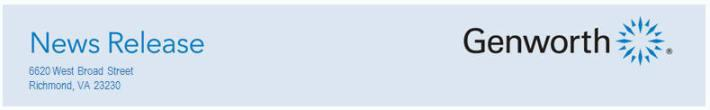 News Release
Genworth®
6620 West Broad Street
Richmond, VA 23230